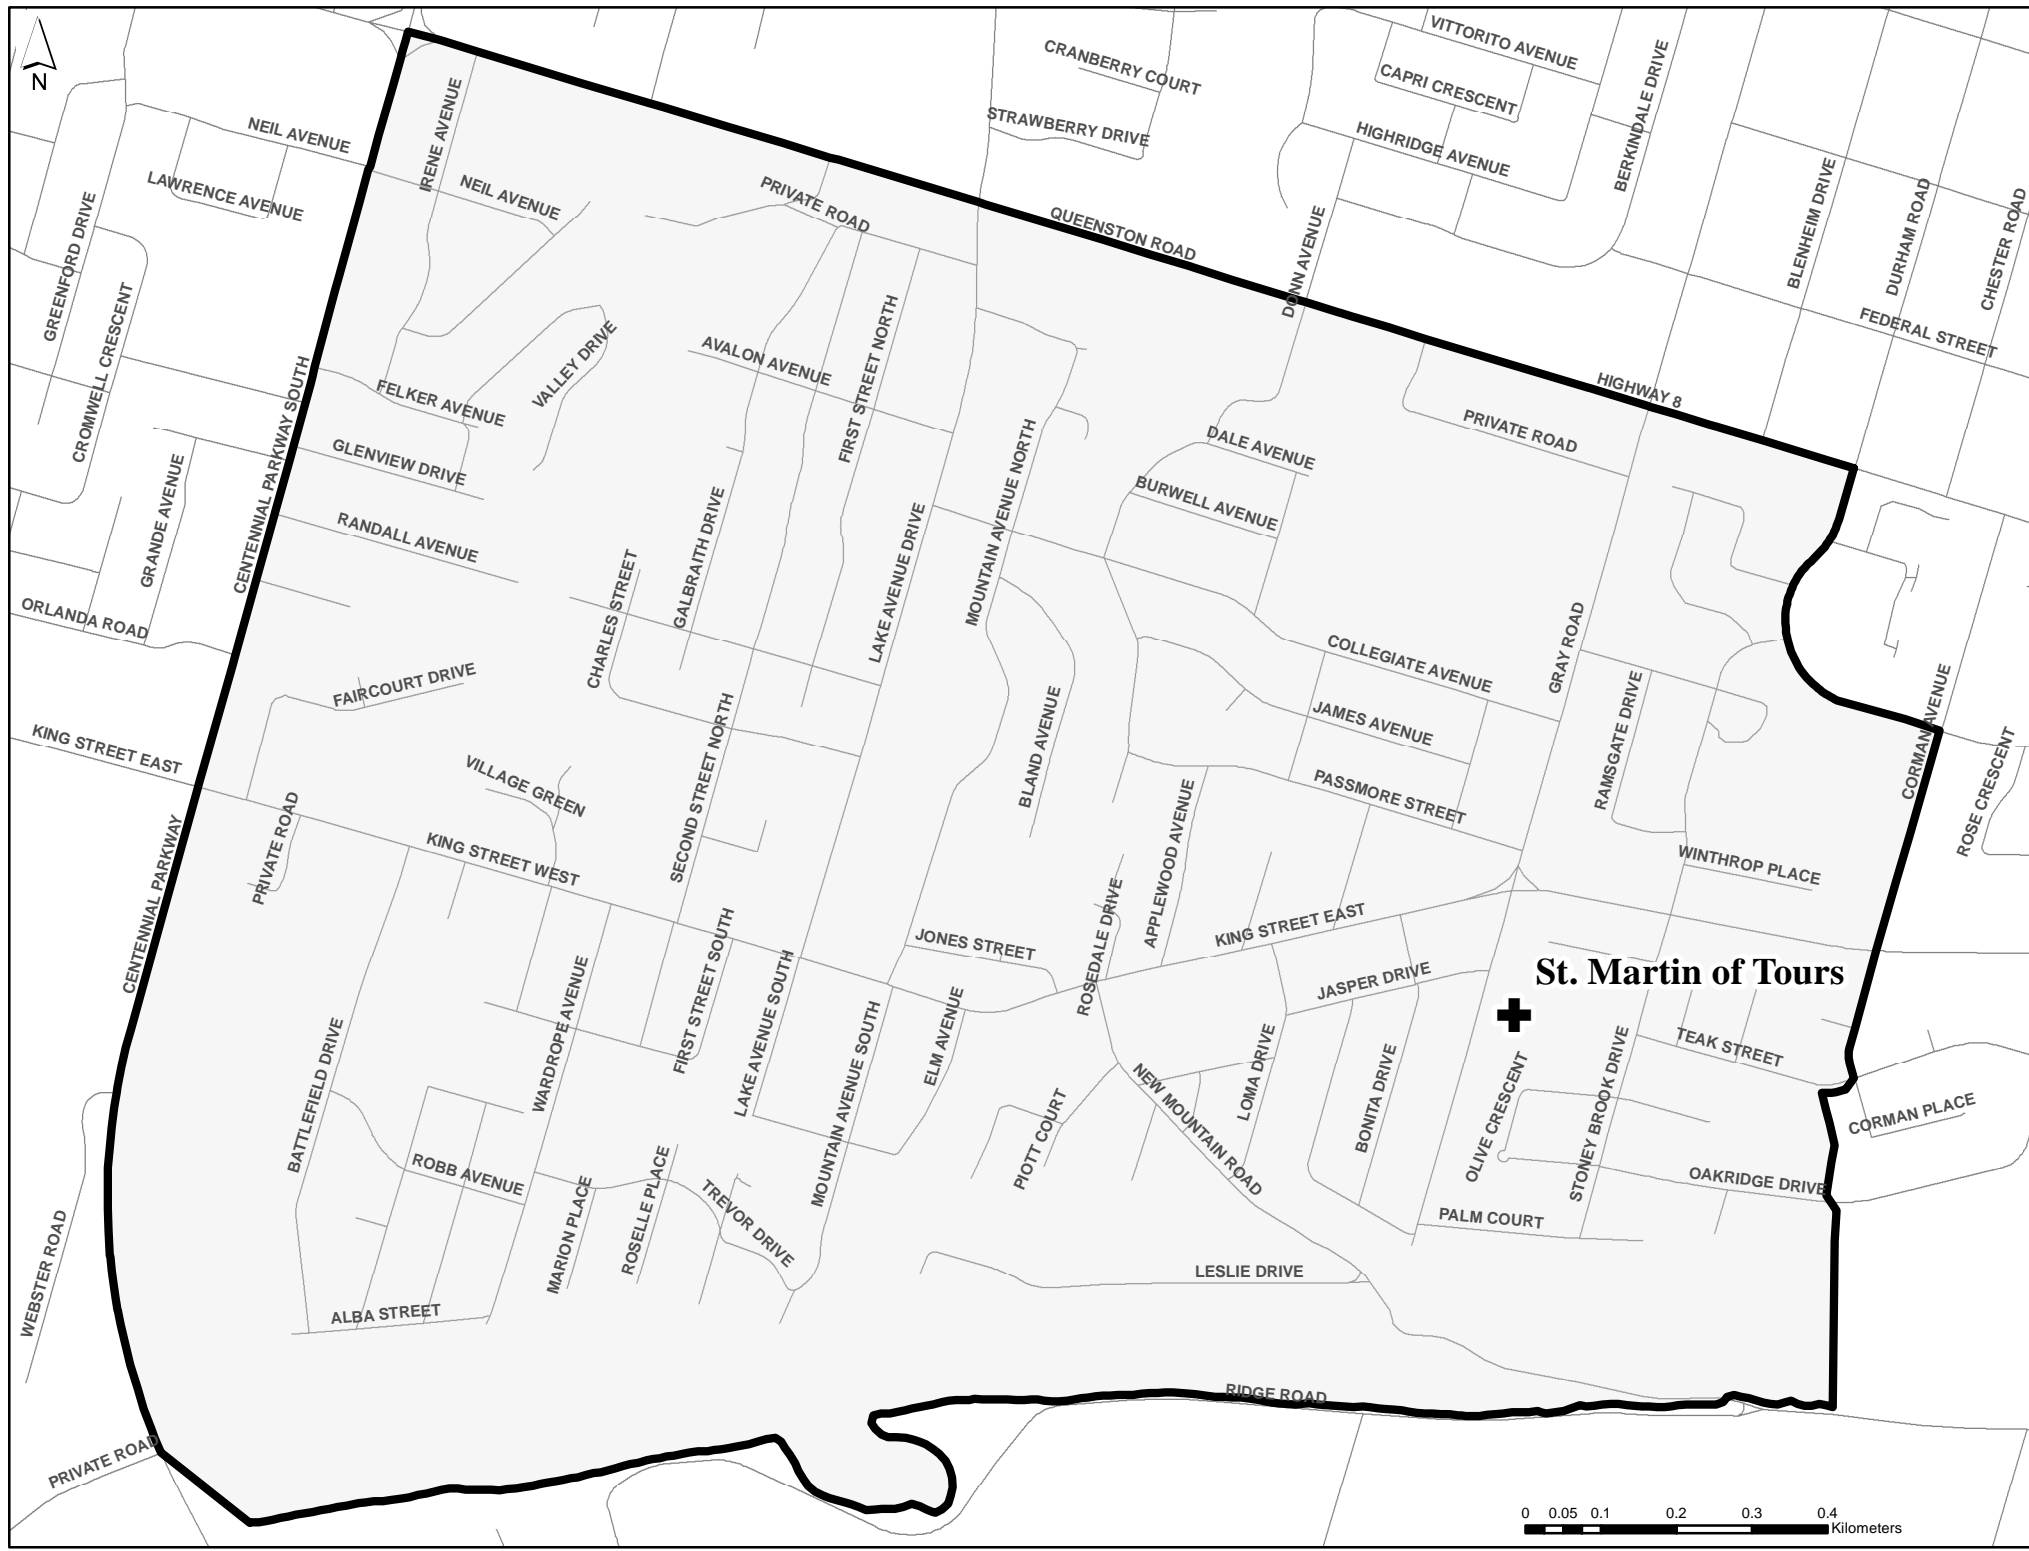 VITTORITO AVENUE
CRANBERRY COURT
CAPRI CRESCENT
BERKINDALE DRIVE
N
IRENE AVENUE
STRAWBERRY DRIVE
NEIL AVENUE
HIGHRIDGE AVENUE
LAWRENCE AVENUE
NEIL AVENUE
PRIVATE ROAD
QUEENSTON ROAD
BLENHEIM DRIVE
DURHAM ROAD
CHESTER ROAD
GREENFORD DRIVE
DONN AVENUE
FEDERAL STREET
CROMWELL CRESCENT
VALLEY DRIVE
AVALON AVENUE
FIRST STREET NORTH
HIGHWAY 8
CENTENNIAL PARKWAY SOUTH
FELKER AVENUE
PRIVATE ROAD
GLENVIEW DRIVE
DALE AVENUE
MOUNTAIN AVENUE NORTH
BURWELL AVENUE
GRANDE AVENUE
RANDALL AVENUE
GALBRAITH DRIVE
LAKE AVENUE DRIVE
CHARLES STREET
ORLANDA ROAD
COLLEGIATE AVENUE
GRAY ROAD
FAIRCOURT DRIVE
RAMSGATE DRIVE
CORMAN AVENUE
JAMES AVENUE
KING STREET EAST
SECOND STREET NORTH
BLAND AVENUE
VILLAGE GREEN
PASSMORE STREET
ROSE CRESCENT
PRIVATE ROAD
APPLEWOOD AVENUE
KING STREET WEST
WINTHROP PLACE
CENTENNIAL PARKWAY
ROSEDALE DRIVE
KING STREET EAST
JONES STREET
FIRST STREET SOUTH
JASPER DRIVE
St. Martin of Tours
WARDROPE AVENUE
LAKE AVENUE SOUTH
ELM AVENUE
TEAK STREET
BATTLEFIELD DRIVE
MOUNTAIN AVENUE SOUTH
LOMA DRIVE
BONITA DRIVE
OLIVE CRESCENT
STONEY BROOK DRIVE
NEW MOUNTAIN ROAD
CORMAN PLACE
PIOTT COURT
ROBB AVENUE
OAKRIDGE DRIVE
MARION PLACE
ROSELLE PLACE
TREVOR DRIVE
PALM COURT
WEBSTER ROAD
LESLIE DRIVE
ALBA STREET
RIDGE ROAD
PRIVATE ROAD
0 0.05 0.1 0.2 0.3 0.4
Kilometers